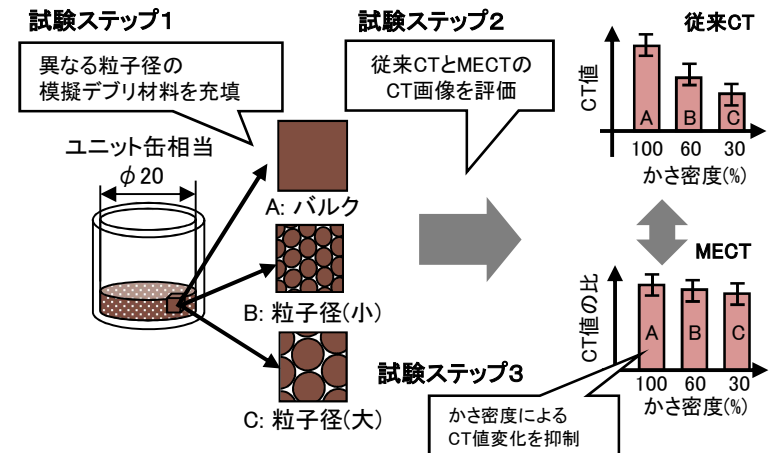 試験ステップ1
異なる粒子径の
模擬デブリ材料を充填
ユニット缶相当
φ20
A: バルク
B: 粒子径(小)
C: 粒子径(大)
試験ステップ2
従来CTとMECTの
CT画像を評価
従来CT
CT値
A
B
C
100
60
30
かさ密度(%)
MECT
CT値の比
A
B
C
100
60
30
かさ密度(%)
試験ステップ3
かさ密度による
CT値変化を抑制